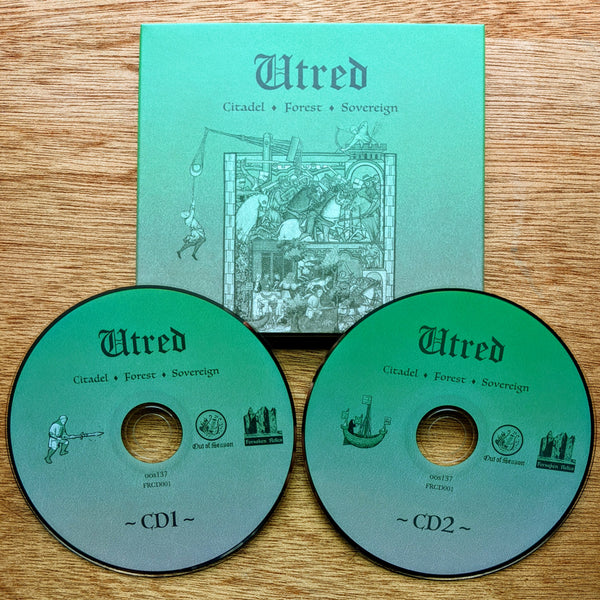 Utred
Citadel ♦ Forest ♦ Sovereign
Utred
Citadel ♦ Forest ♦ Sovereign
Out of Season
Forsaken Relics
oos137
FRCD001
~ CD1 ~
Utred
Citadel ♦ Forest ♦ Sovereign
Out of Season
Forsaken Relics
oos137
FRCD001
~ CD2 ~